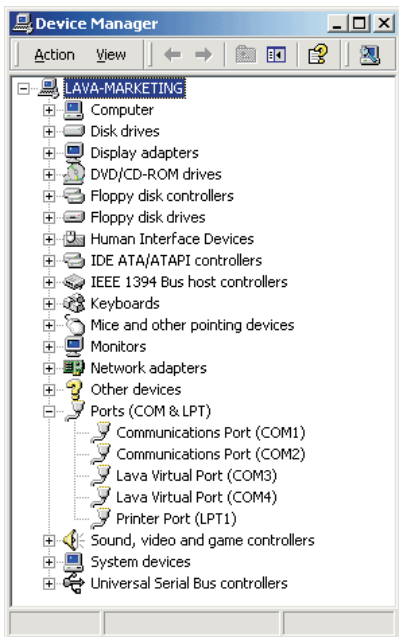 Device Manager
Action View
LAVA-MARKETING
Computer
Disk drives
Display adapters
DVD/CD-ROM drives
Floppy disk controllers
Floppy disk drives
Human Interface Devices
IDE ATA/ATAPI controllers
IEEE 1394 Bus host controllers
Keyboards
Mice and other pointing devices
Monitors
Network adapters
Other devices
Ports (COM & LPT)
Communications Port (COM1)
Communications Port (COM2)
Lava Virtual Port (COM3)
Lava Virtual Port (COM4)
Printer Port (LPT1)
Sound, video and game controllers
System devices
Universal Serial Bus controllers